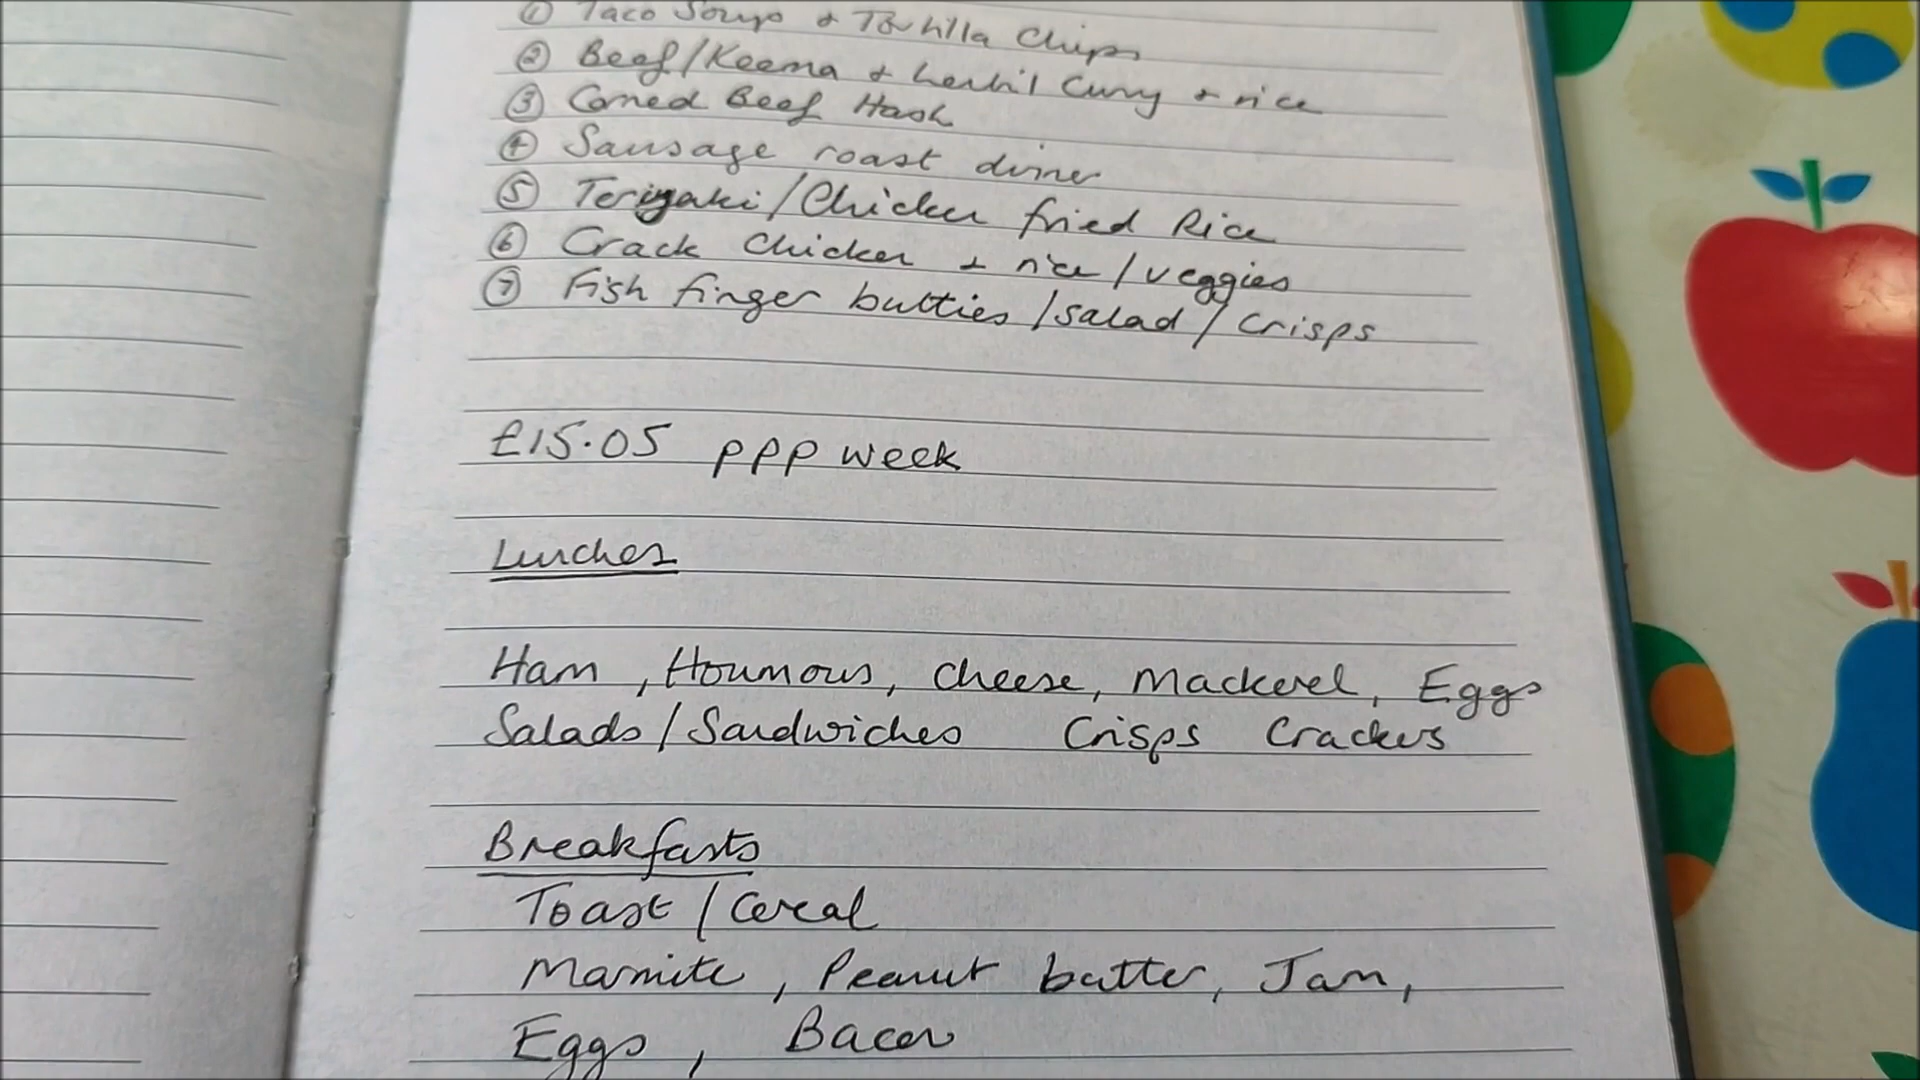 ① Taco Soup + Tortilla Chips
② Beef/Keema + Lentil Curry + rice
③ Corned Beef Hash
④ Sausage roast dinner
⑤ Teriyaki/Chicken fried Rice
⑥ Crack Chicken + rice/veggies
⑦ Fish finger butties/salad/crisps
£15.05 ppp week
Lunches
Ham, Houmous, Cheese, Mackerel, Eggs
Salads/Sandwiches Crisps Crackers
Breakfasts
Toast/Cereal
Marmite, Peanut butter, Jam,
Eggs, Bacon